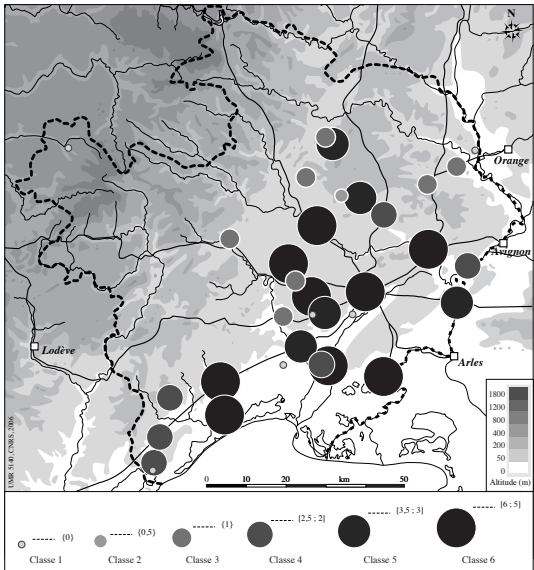 N
Orange
Avignon
Lodève
Arles
UMR 5140, CNRS, 2006
1800
1200
800
400
200
50
0
Altitude (m)
0 10 20 km 50
{0} {0,5} {1} [2,5 ; 2] [3,5 ; 3] [6 ; 5]
Classe 1 Classe 2 Classe 3 Classe 4 Classe 5 Classe 6